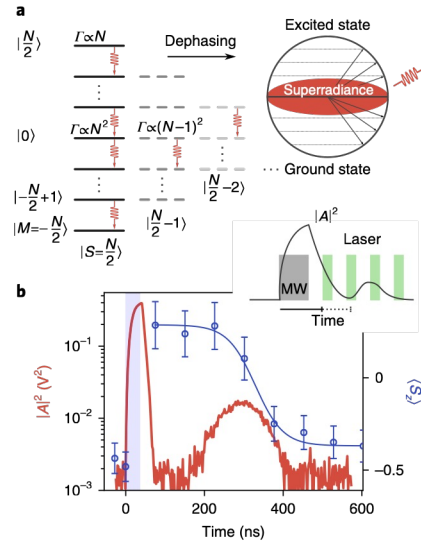 a
|N/2⟩
Γ∝N
Dephasing
Excited state
Superradiance
Ground state
|0⟩
Γ∝N²
Γ∝(N−1)²
|−N/2+1⟩
|M=−N/2⟩
|S=N/2⟩
|N/2−1⟩
|N/2−2⟩
|A|²
Laser
MW
Time
b
|A|² (V²)
10⁻¹
10⁻²
10⁻³
0
−0.5
⟨S_z⟩
0
200
400
600
Time (ns)